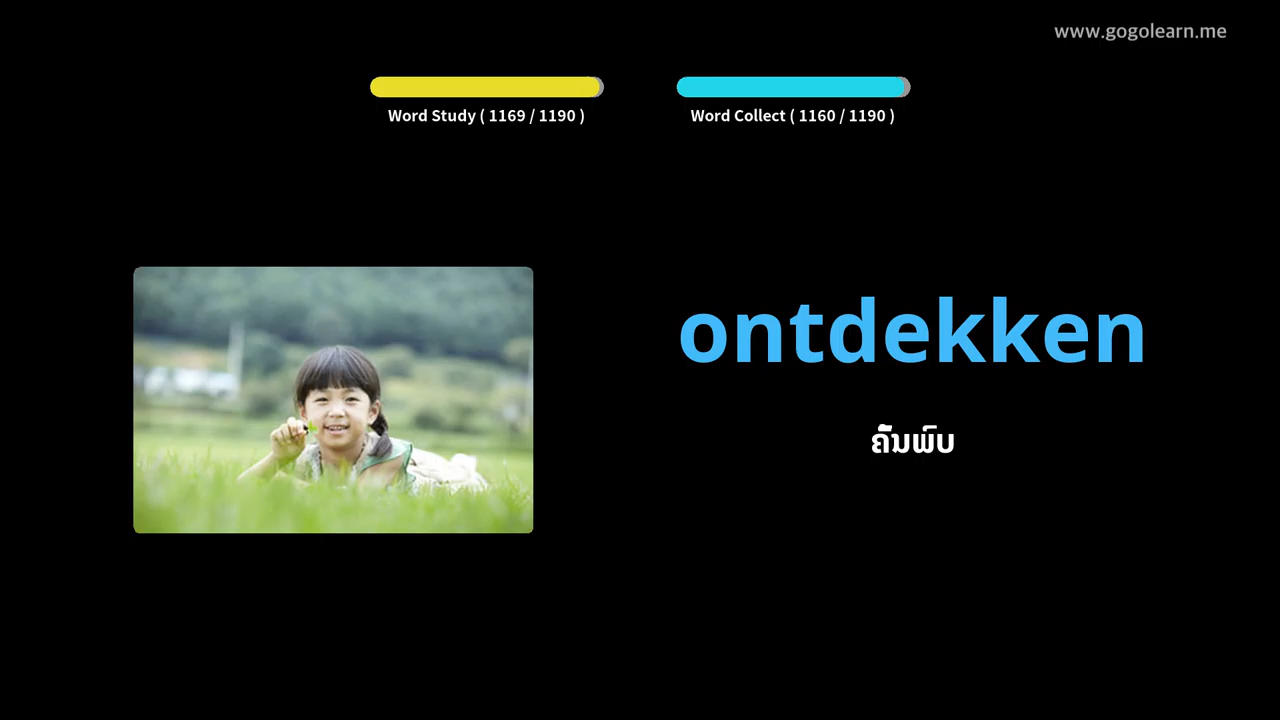 www.gogolearn.me
Word Study ( 1169 / 1190 )
Word Collect ( 1160 / 1190 )
ontdekken
ຄົ້ນພົບ